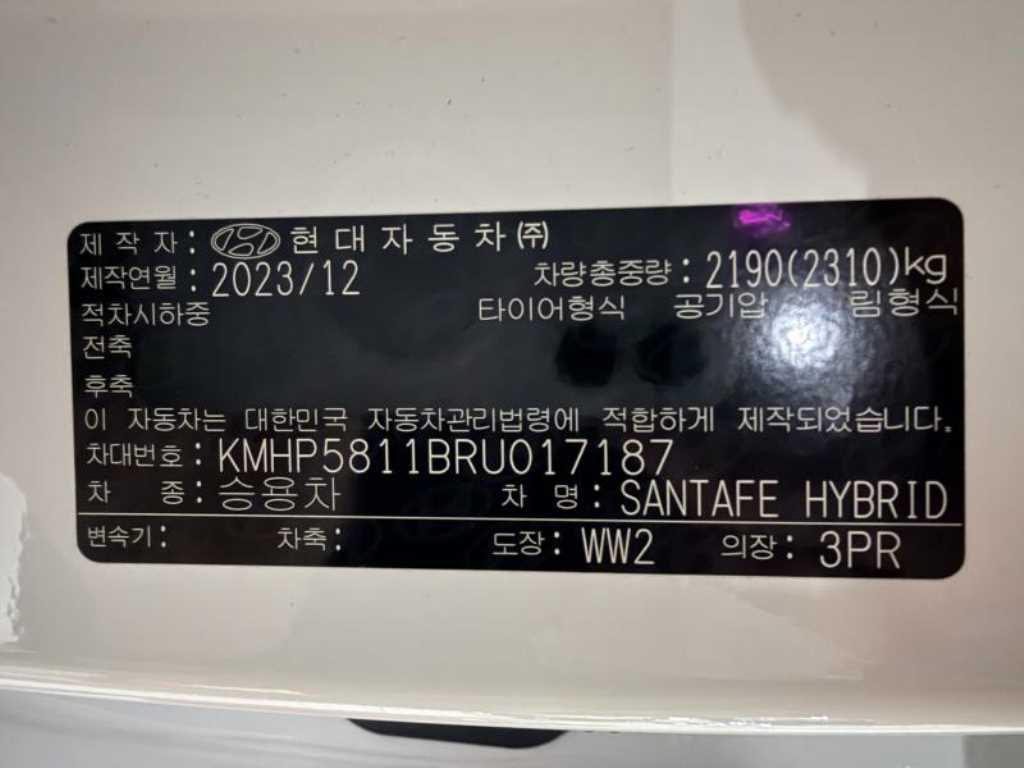 제 작 자 : 현 대 자 동 차 ㈜
제작연월 : 2023/12 차량총중량 : 2190(2310)kg
적차시하중 타이어형식 공기압 림형식
전축
후축
이 자동차는 대한민국 자동차관리법령에 적합하게 제작되었습니다.
차대번호 : KMHP5811BRU017187
차 종 : 승용차 차 명 : SANTAFE HYBRID
변속기 : 차축 : 도장 : WW2 의장 : 3PR